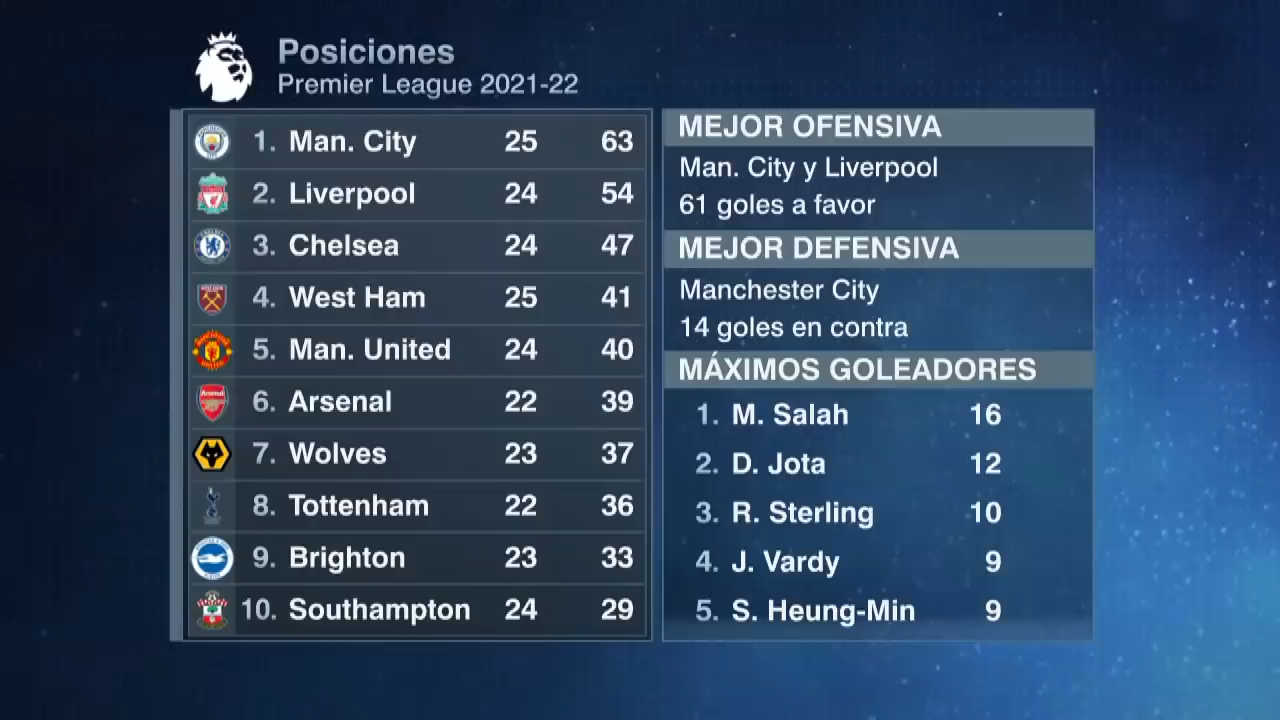 Posiciones
Premier League 2021-22
1. Man. City 25 63
2. Liverpool 24 54
3. Chelsea 24 47
4. West Ham 25 41
5. Man. United 24 40
6. Arsenal 22 39
7. Wolves 23 37
8. Tottenham 22 36
9. Brighton 23 33
10. Southampton 24 29
MEJOR OFENSIVA
Man. City y Liverpool
61 goles a favor
MEJOR DEFENSIVA
Manchester City
14 goles en contra
MÁXIMOS GOLEADORES
1. M. Salah 16
2. D. Jota 12
3. R. Sterling 10
4. J. Vardy 9
5. S. Heung-Min 9